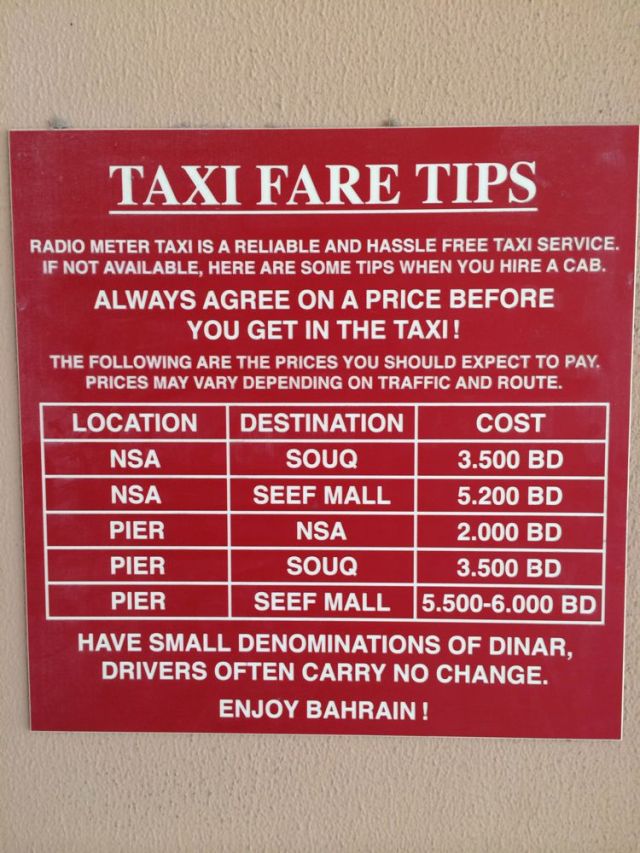 TAXI FARE TIPS
RADIO METER TAXI IS A RELIABLE AND HASSLE FREE TAXI SERVICE.
IF NOT AVAILABLE, HERE ARE SOME TIPS WHEN YOU HIRE A CAB.
ALWAYS AGREE ON A PRICE BEFORE
YOU GET IN THE TAXI !
THE FOLLOWING ARE THE PRICES YOU SHOULD EXPECT TO PAY.
PRICES MAY VARY DEPENDING ON TRAFFIC AND ROUTE.
LOCATION DESTINATION COST
NSA SOUQ 3.500 BD
NSA SEEF MALL 5.200 BD
PIER NSA 2.000 BD
PIER SOUQ 3.500 BD
PIER SEEF MALL 5.500-6.000 BD
HAVE SMALL DENOMINATIONS OF DINAR,
DRIVERS OFTEN CARRY NO CHANGE.
ENJOY BAHRAIN !